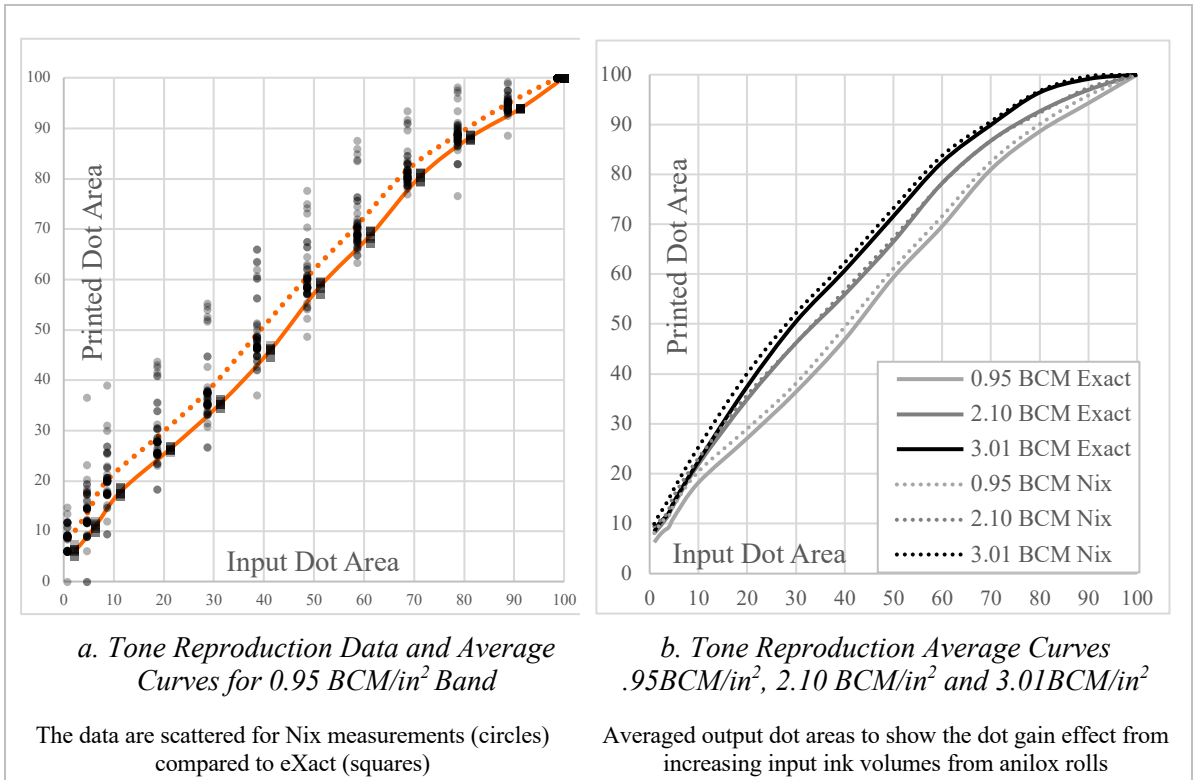 100
90
80
70
60
50
40
30
20
10
0
Printed Dot Area
Input Dot Area
0 10 20 30 40 50 60 70 80 90 100
a. Tone Reproduction Data and Average
Curves for 0.95 BCM/in² Band
The data are scattered for Nix measurements (circles)
compared to eXact (squares)
100
90
80
70
60
50
40
30
20
10
0
Printed Dot Area
Input Dot Area
0.95 BCM Exact
2.10 BCM Exact
3.01 BCM Exact
0.95 BCM Nix
2.10 BCM Nix
3.01 BCM Nix
0 10 20 30 40 50 60 70 80 90 100
b. Tone Reproduction Average Curves
.95BCM/in², 2.10 BCM/in² and 3.01BCM/in²
Averaged output dot areas to show the dot gain effect from
increasing input ink volumes from anilox rolls